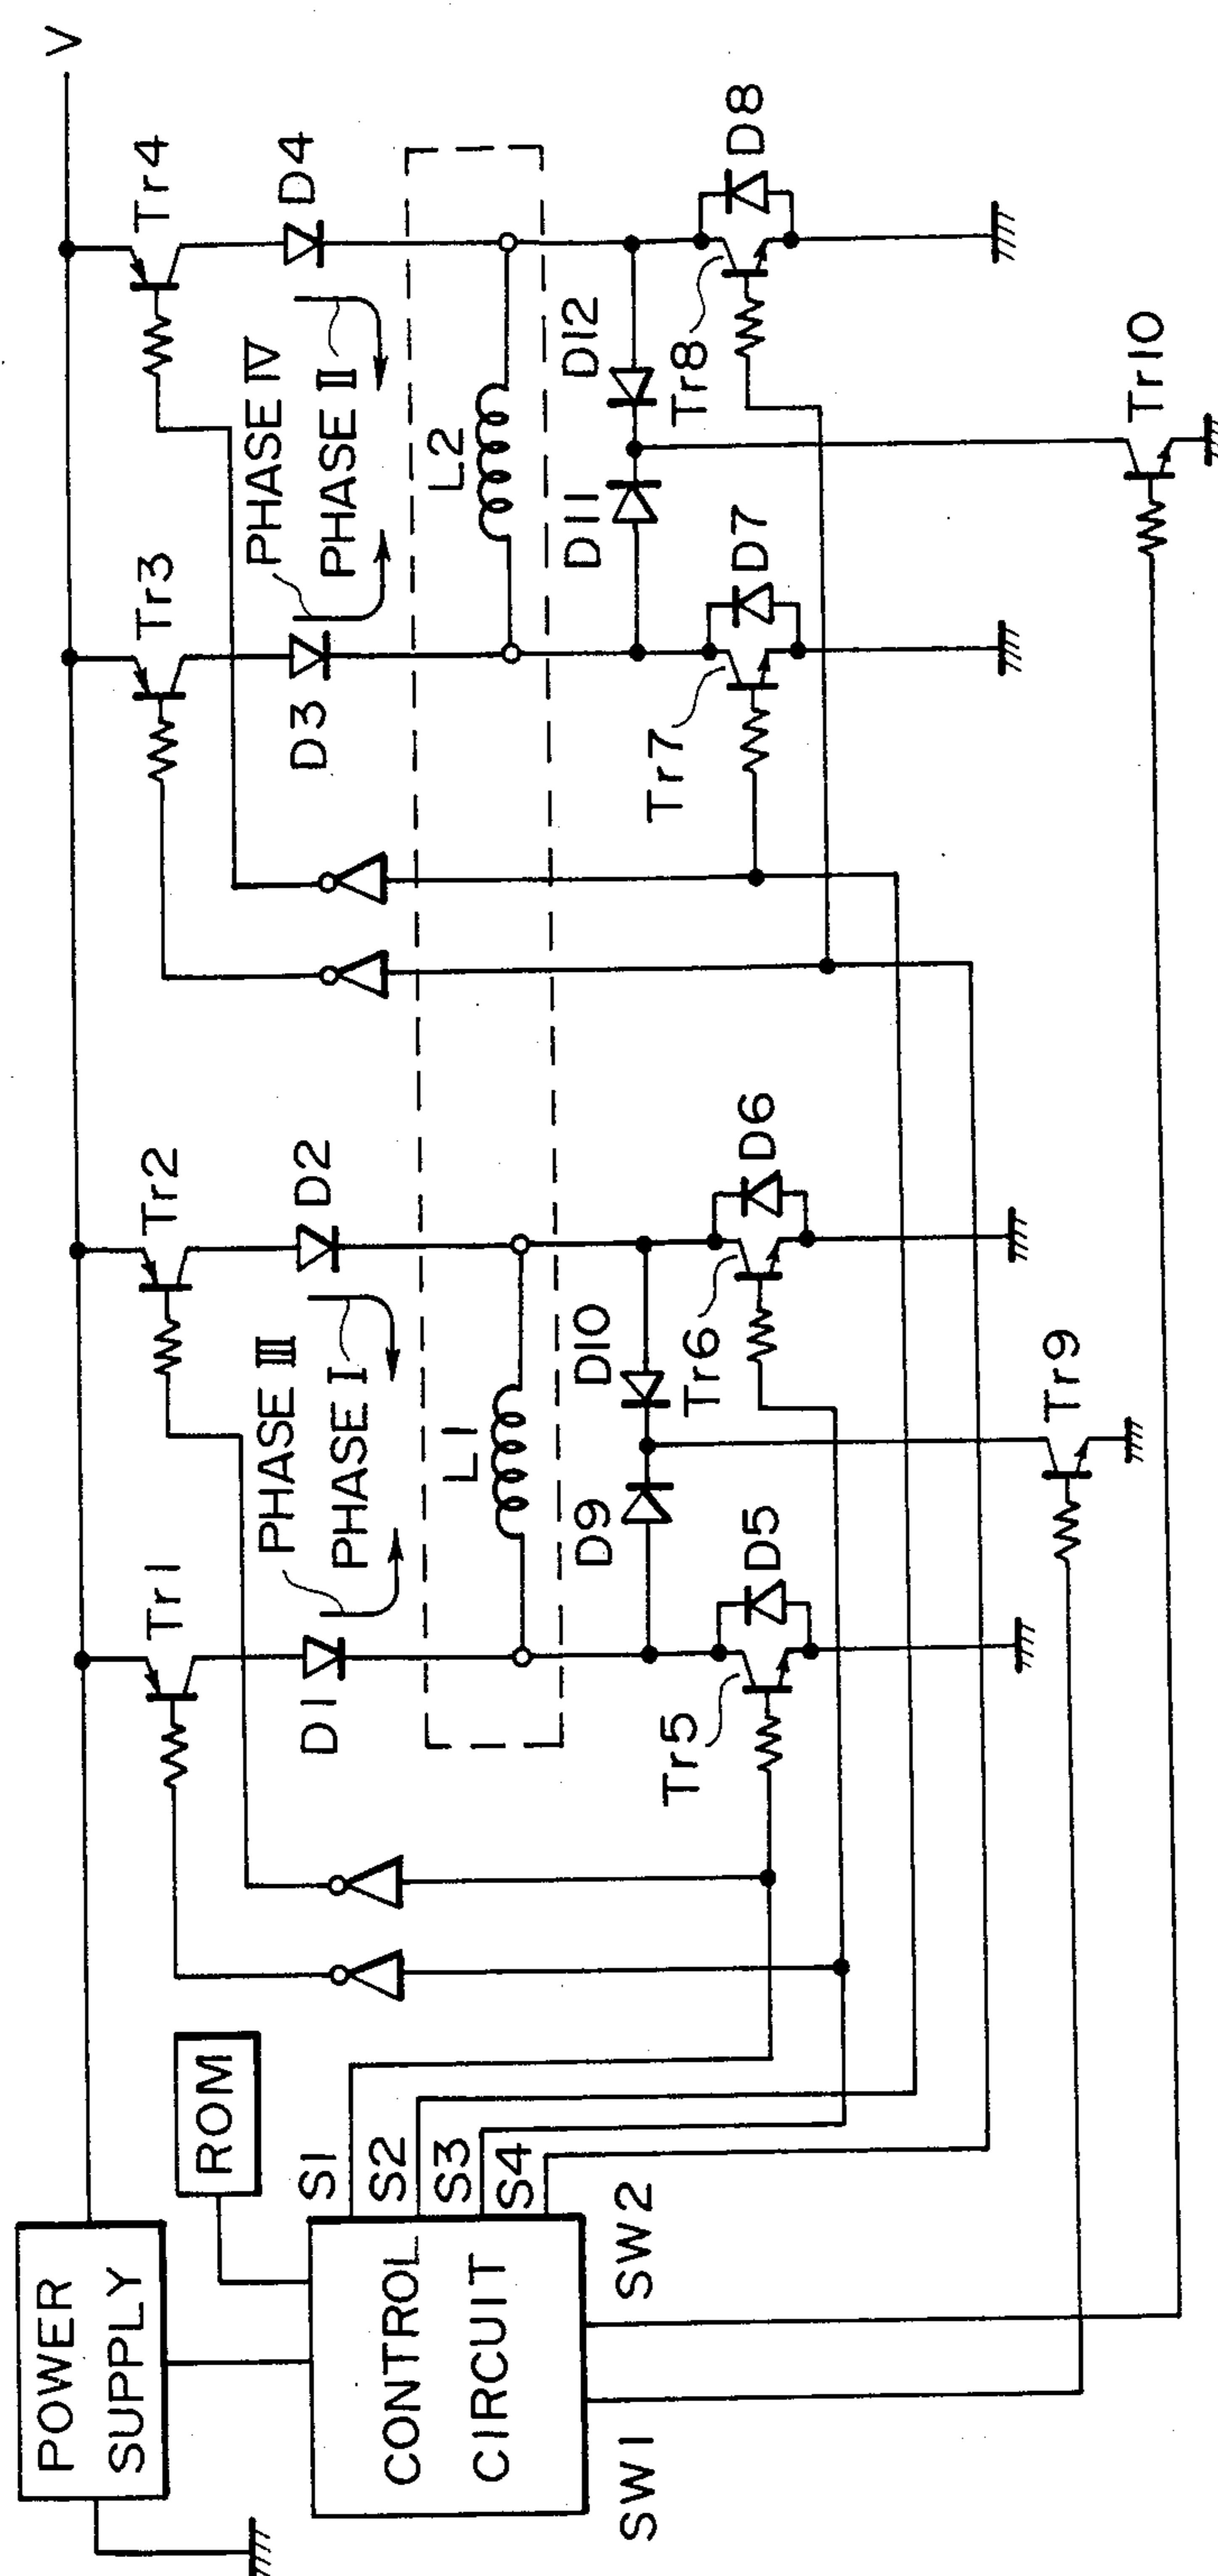 POWER
SUPPLY
ROM
CONTROL
CIRCUIT
S1
S2
S3
S4
SW1
SW2
V
Tr1
Tr2
Tr3
Tr4
D1
D2
D3
D4
PHASE III
PHASE I
PHASE IV
PHASE II
L1
L2
D9
D10
D11
D12
Tr5
D5
Tr6
D6
Tr7
D7
Tr8
D8
Tr9
Tr10